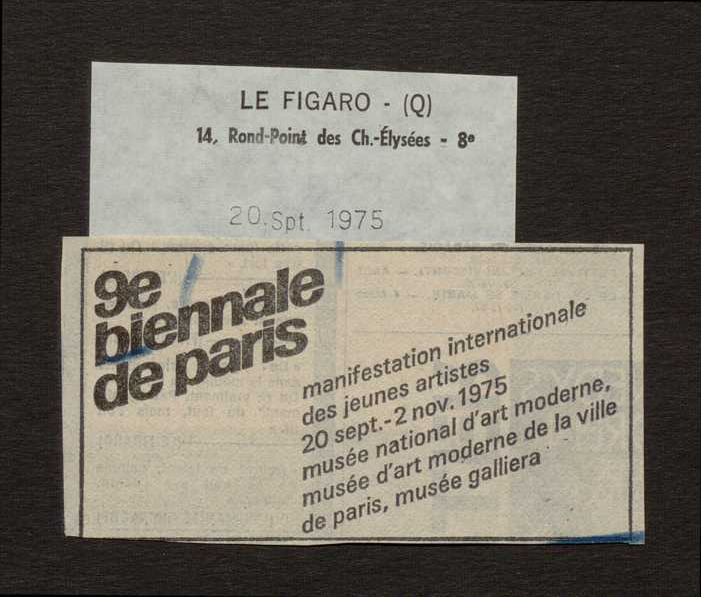 LE FIGARO - (Q)
14, Rond-Point des Ch.-Élysées - 8e
20. Spt. 1975
9e
biennale
de paris
manifestation internationale
des jeunes artistes
20 sept.-2 nov. 1975
musée national d'art moderne,
musée d'art moderne de la ville
de paris, musée galliera